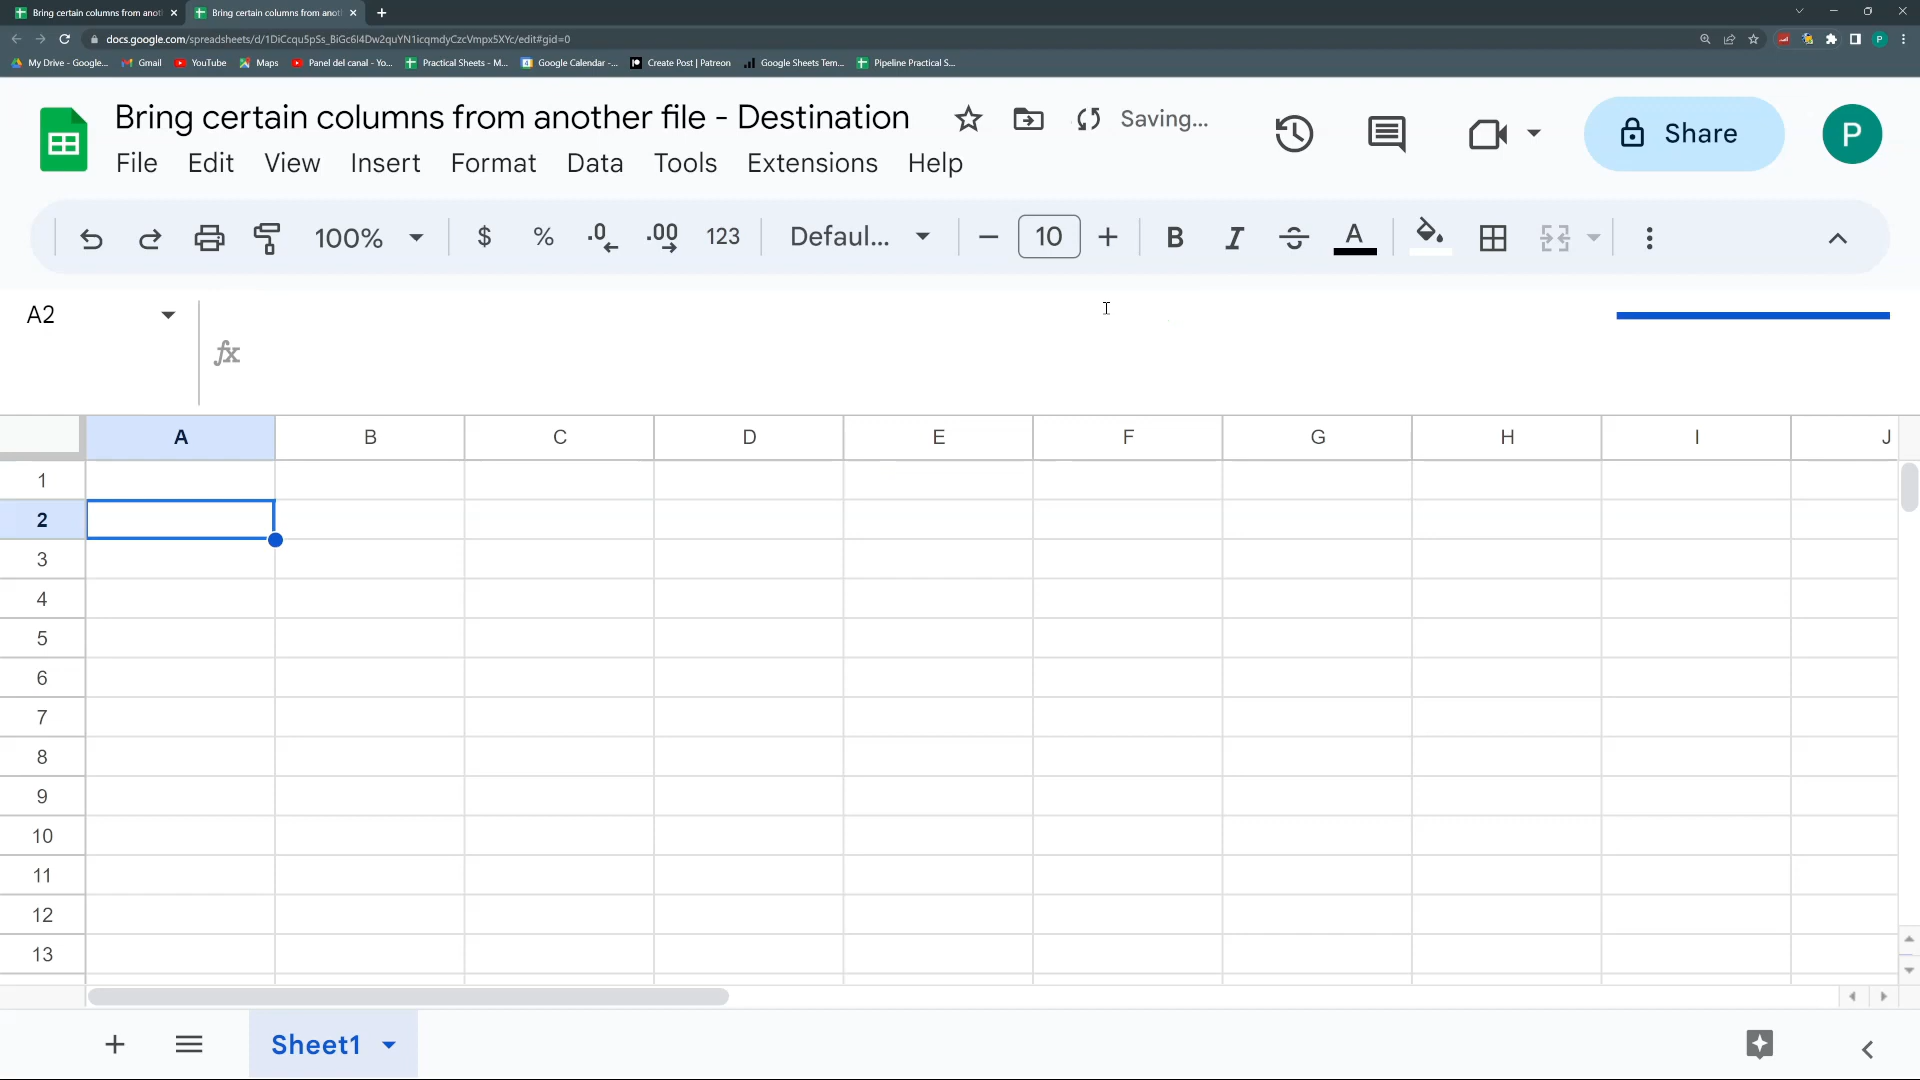 Bring certain columns from anot
Bring certain columns from anot
docs.google.com/spreadsheets/d/1DiCcqu5pSs_BiGc6I4Dw2quYN1icqmdyCzcVmpx5XYc/edit#gid=0
My Drive - Google...
Gmail
YouTube
Maps
Panel del canal - Yo...
Practical Sheets - M...
Google Calendar -...
Create Post | Patreon
Google Sheets Tem...
Pipeline Practical S...
Bring certain columns from another file - Destination
Saving...
Share
P
File Edit View Insert Format Data Tools Extensions Help
100% $ % .0 .00 123 Defaul... 10 B I S A
A2
fx
A B C D E F G H I J
1
2
3
4
5
6
7
8
9
10
11
12
13
Sheet1